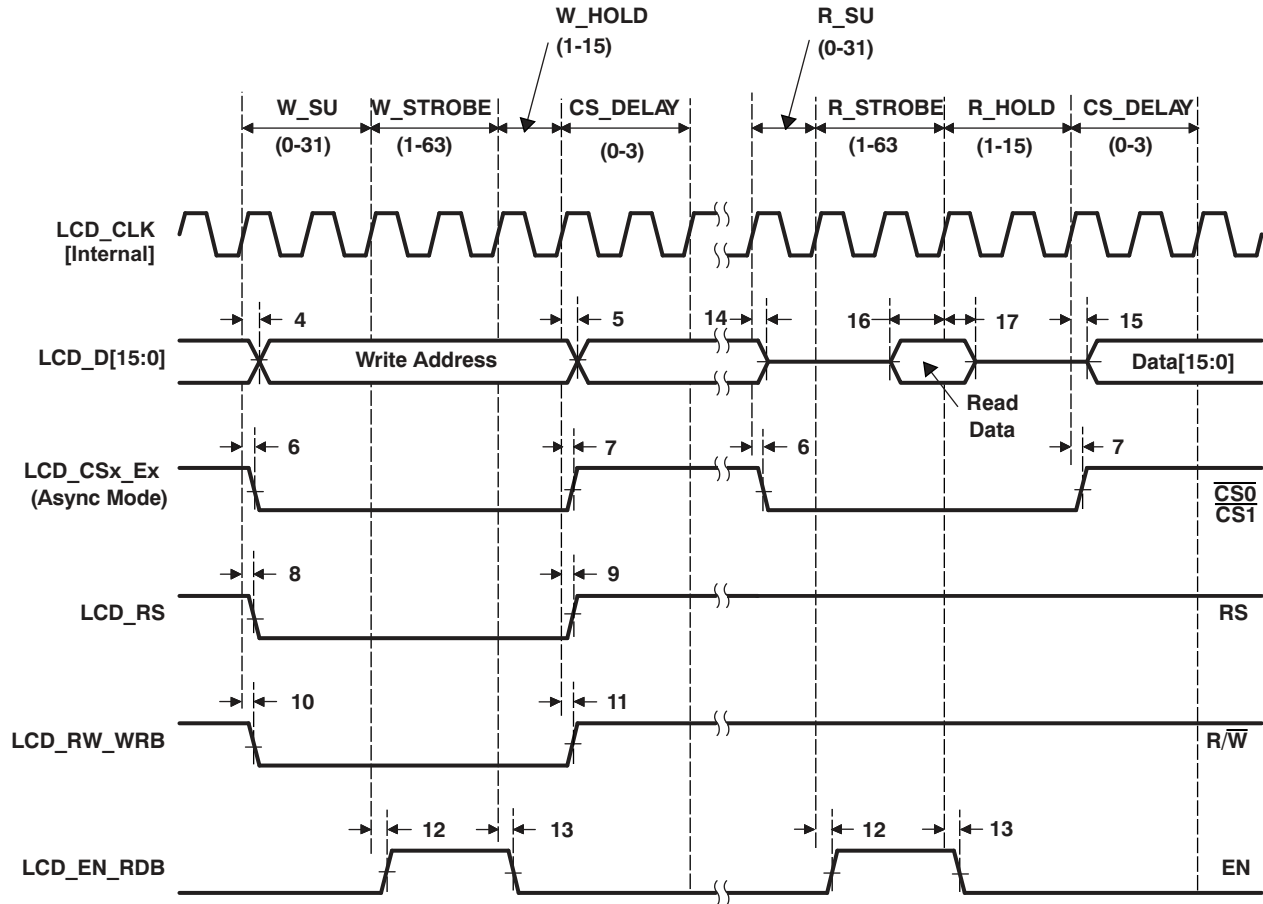 W_HOLD
(1-15)
R_SU
(0-31)
W_SU
(0-31)
W_STROBE
(1-63)
CS_DELAY
(0-3)
R_STROBE
(1-63
R_HOLD
(1-15)
CS_DELAY
(0-3)
LCD_CLK
[Internal]
4
5
14
16
17
15
LCD_D[15:0]
Write Address
Data[15:0]
Read
Data
6
7
6
7
LCD_CSx_Ex
(Async Mode)
CS0
CS1
8
9
LCD_RS
RS
10
11
LCD_RW_WRB
R/W
12
13
12
13
LCD_EN_RDB
EN